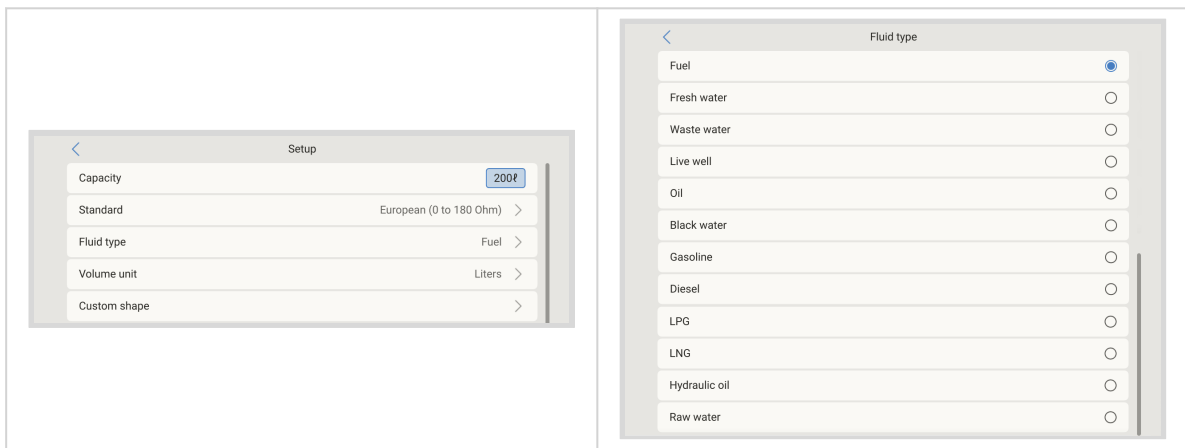 Setup
Capacity 200ℓ
Standard European (0 to 180 Ohm)
Fluid type Fuel
Volume unit Liters
Custom shape
Fluid type
Fuel
Fresh water
Waste water
Live well
Oil
Black water
Gasoline
Diesel
LPG
LNG
Hydraulic oil
Raw water